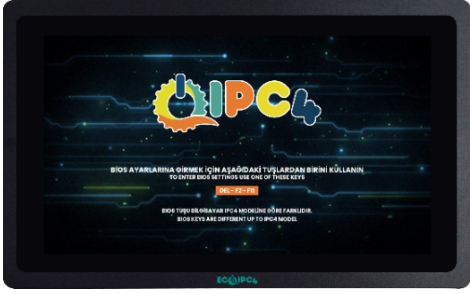 IPC4
BİOS AYARLARINA GİRMEK İÇİN AŞAĞIDAKİ TUŞLARDAN BİRİNİ KULLANIN
TO ENTER BIOS SETTINGS USE ONE OF THESE KEYS
DEL - F2 - F11
BIOS TUŞU BİLGİSAYAR IPC4 MODELİNE GÖRE FARKLIDIR.
BIOS KEYS ARE DIFFERENT UP TO IPC4 MODEL
ECOIPC4